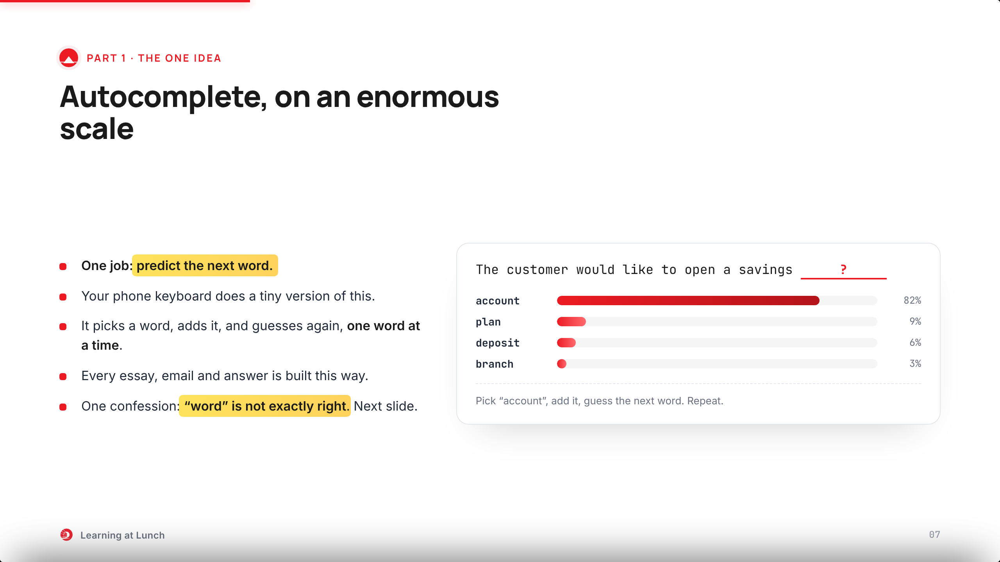 PART 1 · THE ONE IDEA
Autocomplete, on an enormous
scale
One job: predict the next word.
Your phone keyboard does a tiny version of this.
It picks a word, adds it, and guesses again, one word at
a time.
Every essay, email and answer is built this way.
One confession: “word” is not exactly right. Next slide.
The customer would like to open a savings ?
account 82%
plan 9%
deposit 6%
branch 3%
Pick “account”, add it, guess the next word. Repeat.
Learning at Lunch
07